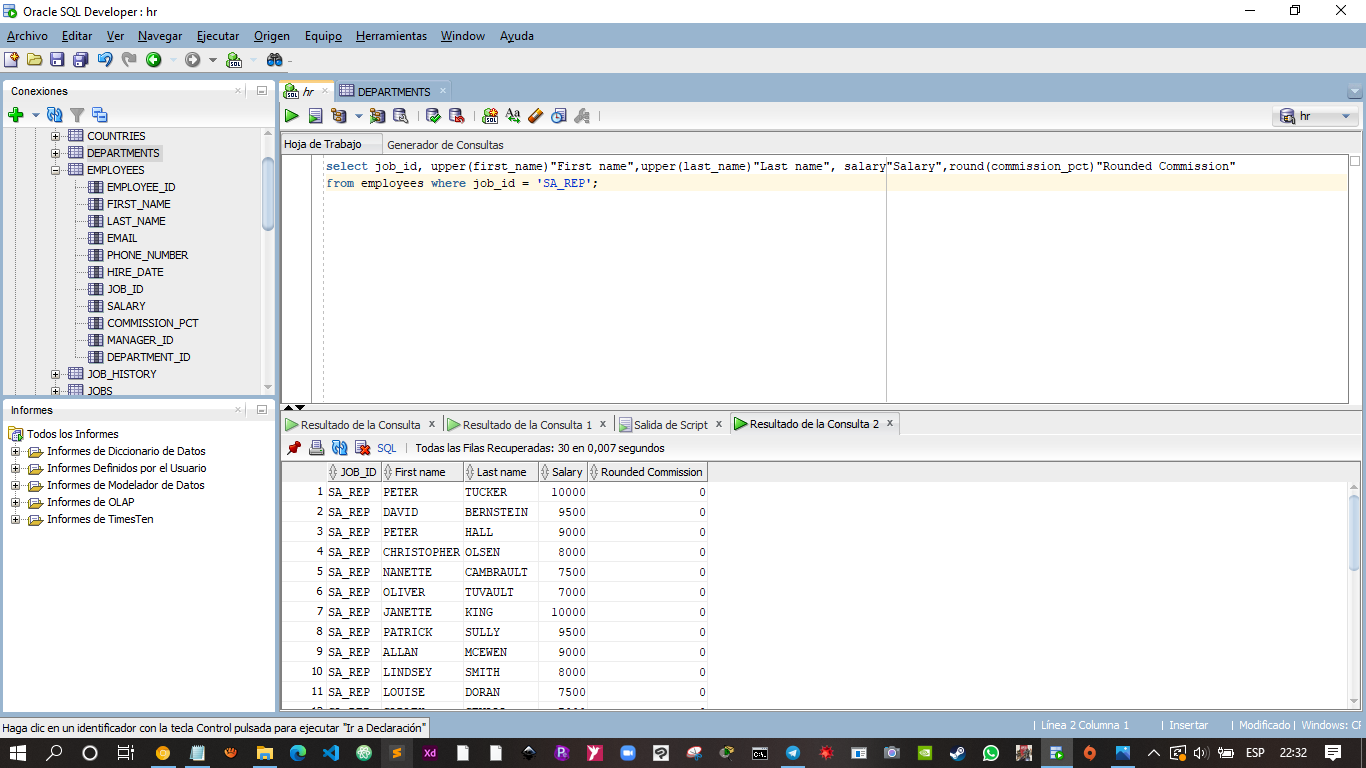 Oracle SQL Developer : hr
Archivo Editar Ver Navegar Ejecutar Origen Equipo Herramientas Window Ayuda
Conexiones
COUNTRIES
DEPARTMENTS
EMPLOYEES
EMPLOYEE_ID
FIRST_NAME
LAST_NAME
EMAIL
PHONE_NUMBER
HIRE_DATE
JOB_ID
SALARY
COMMISSION_PCT
MANAGER_ID
DEPARTMENT_ID
JOB_HISTORY
JOBS
Informes
Todos los Informes
Informes de Diccionario de Datos
Informes Definidos por el Usuario
Informes de Modelador de Datos
Informes de OLAP
Informes de TimesTen
hr DEPARTMENTS
hr
Hoja de Trabajo Generador de Consultas
select job_id, upper(first_name)"First name",upper(last_name)"Last name", salary"Salary",round(commission_pct)"Rounded Commission"
from employees where job_id = 'SA_REP';
Resultado de la Consulta Resultado de la Consulta 1 Salida de Script Resultado de la Consulta 2
SQL Todas las Filas Recuperadas: 30 en 0,007 segundos
JOB_ID First name Last name Salary Rounded Commission
1 SA_REP PETER TUCKER 10000 0
2 SA_REP DAVID BERNSTEIN 9500 0
3 SA_REP PETER HALL 9000 0
4 SA_REP CHRISTOPHER OLSEN 8000 0
5 SA_REP NANETTE CAMBRAULT 7500 0
6 SA_REP OLIVER TUVAULT 7000 0
7 SA_REP JANETTE KING 10000 0
8 SA_REP PATRICK SULLY 9500 0
9 SA_REP ALLAN MCEWEN 9000 0
10 SA_REP LINDSEY SMITH 8000 0
11 SA_REP LOUISE DORAN 7500 0
Haga clic en un identificador con la tecla Control pulsada para ejecutar "Ir a Declaración"
Línea 2 Columna 1 Insertar Modificado Windows:
Xd
ESP 22:32